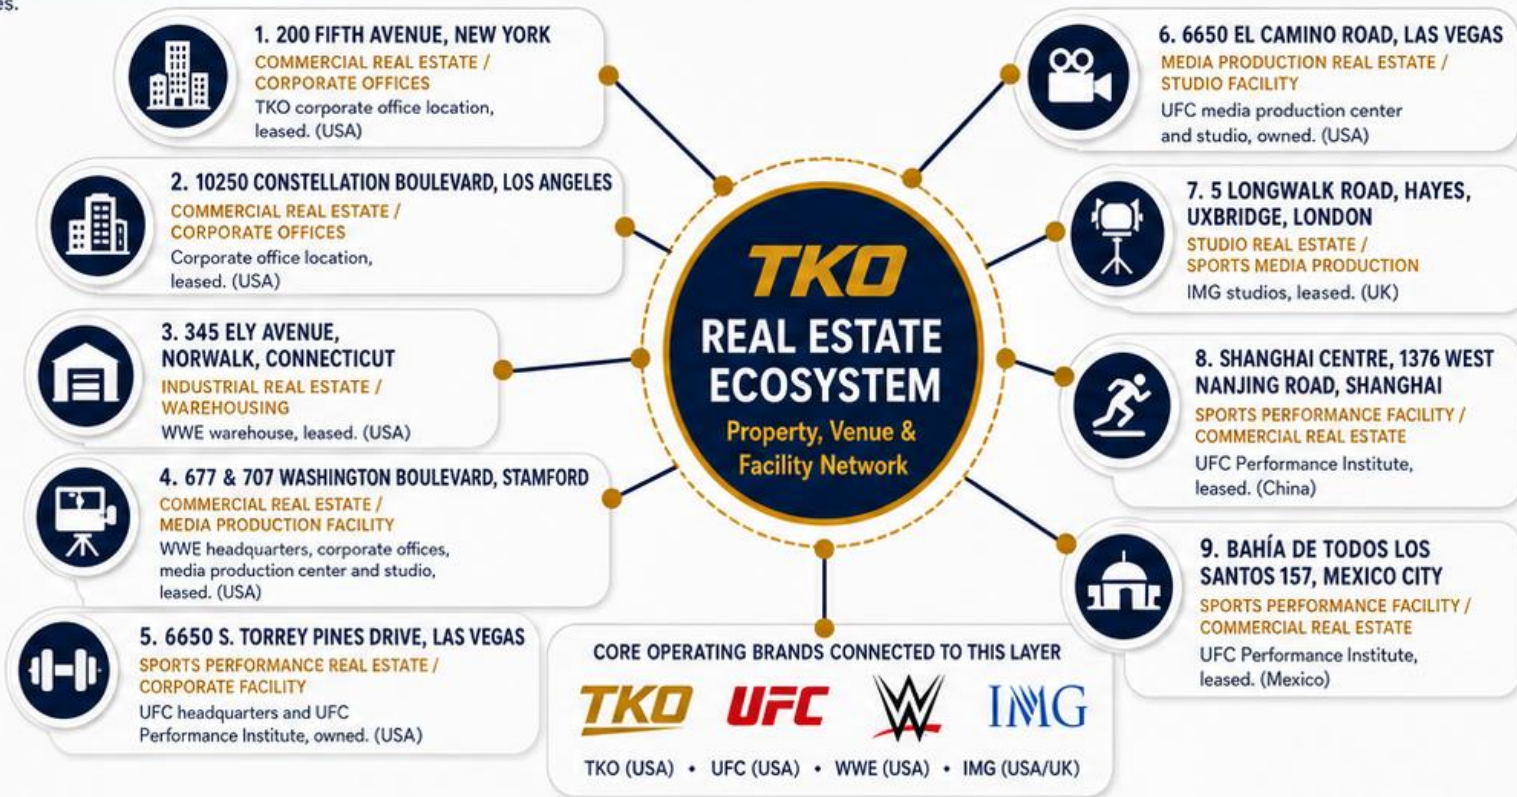 es.
1. 200 FIFTH AVENUE, NEW YORK
COMMERCIAL REAL ESTATE /
CORPORATE OFFICES
TKO corporate office location,
leased. (USA)
2. 10250 CONSTELLATION BOULEVARD, LOS ANGELES
COMMERCIAL REAL ESTATE /
CORPORATE OFFICES
Corporate office location,
leased. (USA)
3. 345 ELY AVENUE,
NORWALK, CONNECTICUT
INDUSTRIAL REAL ESTATE /
WAREHOUSING
WWE warehouse, leased. (USA)
4. 677 & 707 WASHINGTON BOULEVARD, STAMFORD
COMMERCIAL REAL ESTATE /
MEDIA PRODUCTION FACILITY
WWE headquarters, corporate offices,
media production center and studio,
leased. (USA)
5. 6650 S. TORREY PINES DRIVE, LAS VEGAS
SPORTS PERFORMANCE REAL ESTATE /
CORPORATE FACILITY
UFC headquarters and UFC
Performance Institute, owned. (USA)
TKO
REAL ESTATE
ECOSYSTEM
Property, Venue &
Facility Network
6. 6650 EL CAMINO ROAD, LAS VEGAS
MEDIA PRODUCTION REAL ESTATE /
STUDIO FACILITY
UFC media production center
and studio, owned. (USA)
7. 5 LONGWALK ROAD, HAYES,
UXBRIDGE, LONDON
STUDIO REAL ESTATE /
SPORTS MEDIA PRODUCTION
IMG studios, leased. (UK)
8. SHANGHAI CENTRE, 1376 WEST
NANJING ROAD, SHANGHAI
SPORTS PERFORMANCE FACILITY /
COMMERCIAL REAL ESTATE
UFC Performance Institute,
leased. (China)
9. BAHÍA DE TODOS LOS
SANTOS 157, MEXICO CITY
SPORTS PERFORMANCE FACILITY /
COMMERCIAL REAL ESTATE
UFC Performance Institute,
leased. (Mexico)
CORE OPERATING BRANDS CONNECTED TO THIS LAYER
TKO UFC W IMG
TKO (USA) • UFC (USA) • WWE (USA) • IMG (USA/UK)